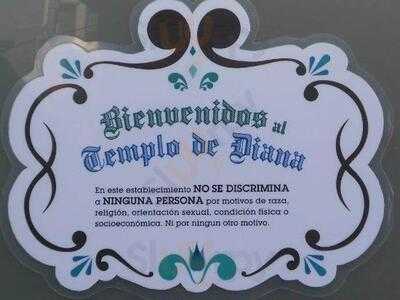 Bienvenidos al
Templo de Diana
En este establecimiento NO SE DISCRIMINA
a NINGUNA PERSONA por motivos de raza,
religión, orientación sexual, condición física o
socioeconómica. Ni por ningun otro motivo.